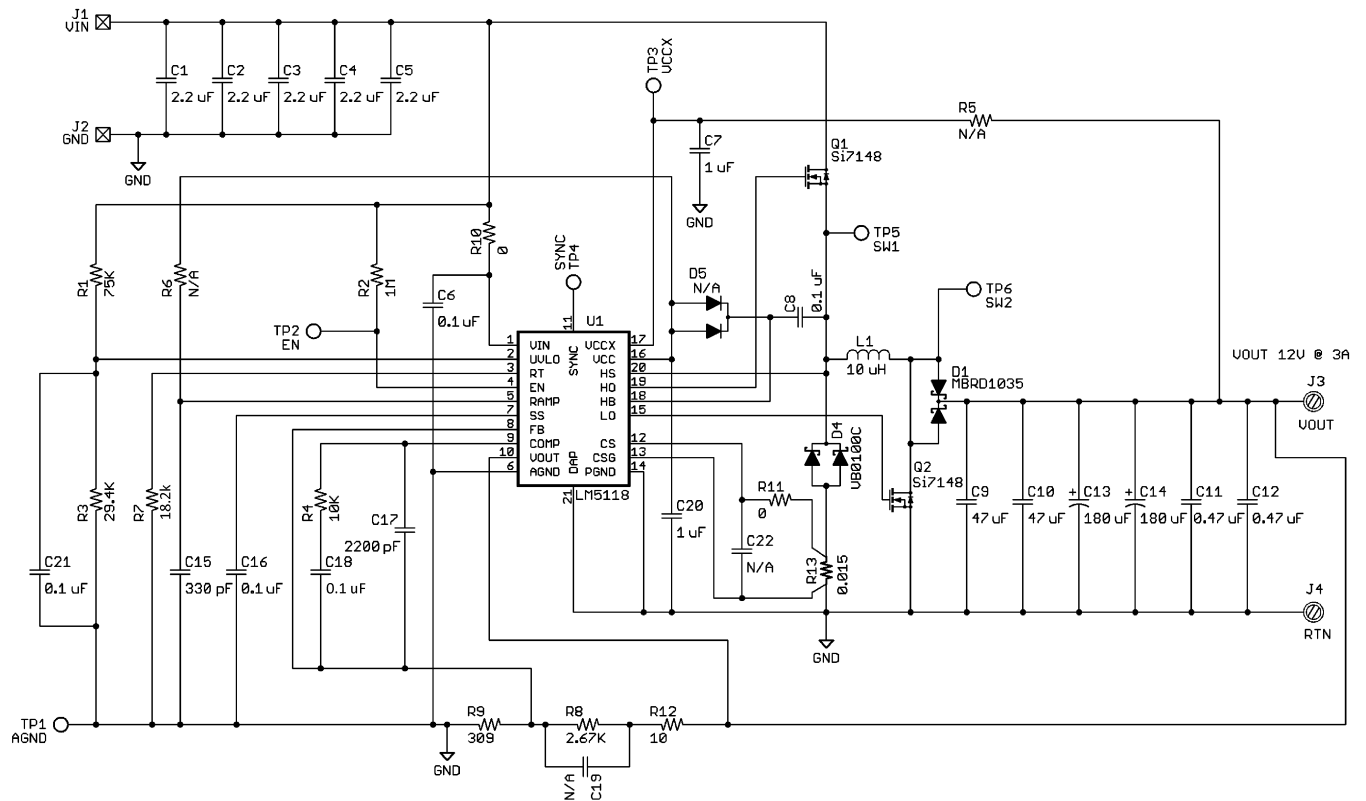 J1
VIN
C1
2.2 uF
C2
2.2 uF
C3
2.2 uF
C4
2.2 uF
C5
2.2 uF
J2
GND
GND
TP3
VCCX
C7
1 uF
GND
R5
N/A
Q1
Si7148
TP5
SW1
R1
75K
R6
N/A
R2
1M
R10
0
C6
0.1 uF
SYNC
TP4
D5
N/A
C8
0.1 uF
TP6
SW2
TP2
EN
U1
11
SYNC
1 VIN
2 UVLO
3 RT
4 EN
5 RAMP
7 SS
8 FB
9 COMP
10 VOUT
6 AGND
VCCX 17
VCC 16
HS 20
HO 19
HB 18
LO 15
CS 12
CSG 13
PGND 14
DAP
21
LM5118
L1
10 uH
D1
MBRD1035
VOUT 12V @ 3A
J3
VOUT
D4
VB0100C
Q2
Si7148
R3
29.4K
R7
18.2k
R4
10K
C17
2200 pF
C20
1 uF
R11
0
C22
N/A
R13
0.015
C9
47 uF
C10
47 uF
+ C13
180 uF
+ C14
180 uF
C11
0.47 uF
C12
0.47 uF
C21
0.1 uF
C15
330 pF
C16
0.1 uF
C18
0.1 uF
J4
RTN
GND
TP1
AGND
GND
R9
309
R8
2.67K
R12
10
N/A
C19